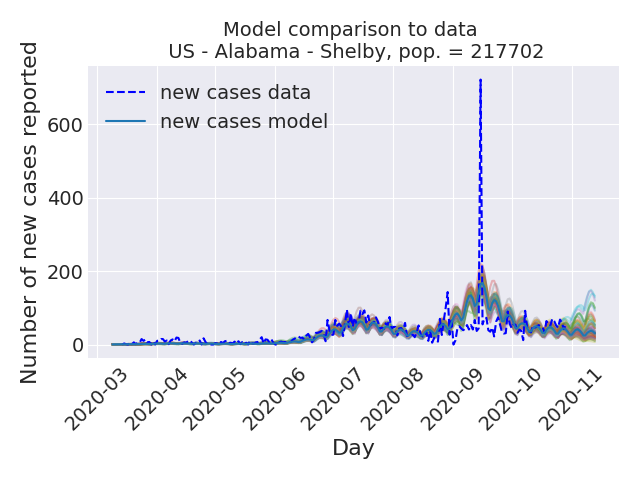 Model comparison to data
US - Alabama - Shelby, pop. = 217702
new cases data
new cases model
Number of new cases reported
600
400
200
0
2020-03
2020-04
2020-05
2020-06
2020-07
2020-08
2020-09
2020-10
2020-11
Day